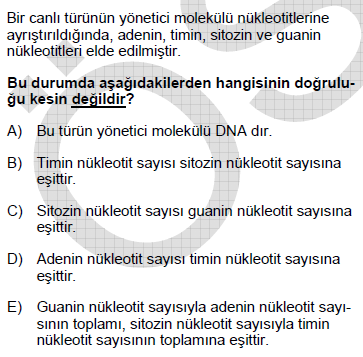 Bir canlı türünün yönetici molekülü nükleotitlerine
ayrıştırıldığında, adenin, timin, sitozin ve guanin
nükleotitleri elde edilmiştir.
Bu durumda aşağıdakilerden hangisinin doğrulu-
ğu kesin değildir?
A) Bu türün yönetici molekülü DNA dır.
B) Timin nükleotit sayısı sitozin nükleotit sayısına
eşittir.
C) Sitozin nükleotit sayısı guanin nükleotit sayısına
eşittir.
D) Adenin nükleotit sayısı timin nükleotit sayısına
eşittir.
E) Guanin nükleotit sayısıyla adenin nükleotit sayı-
sının toplamı, sitozin nükleotit sayısıyla timin
nükleotit sayısının toplamına eşittir.